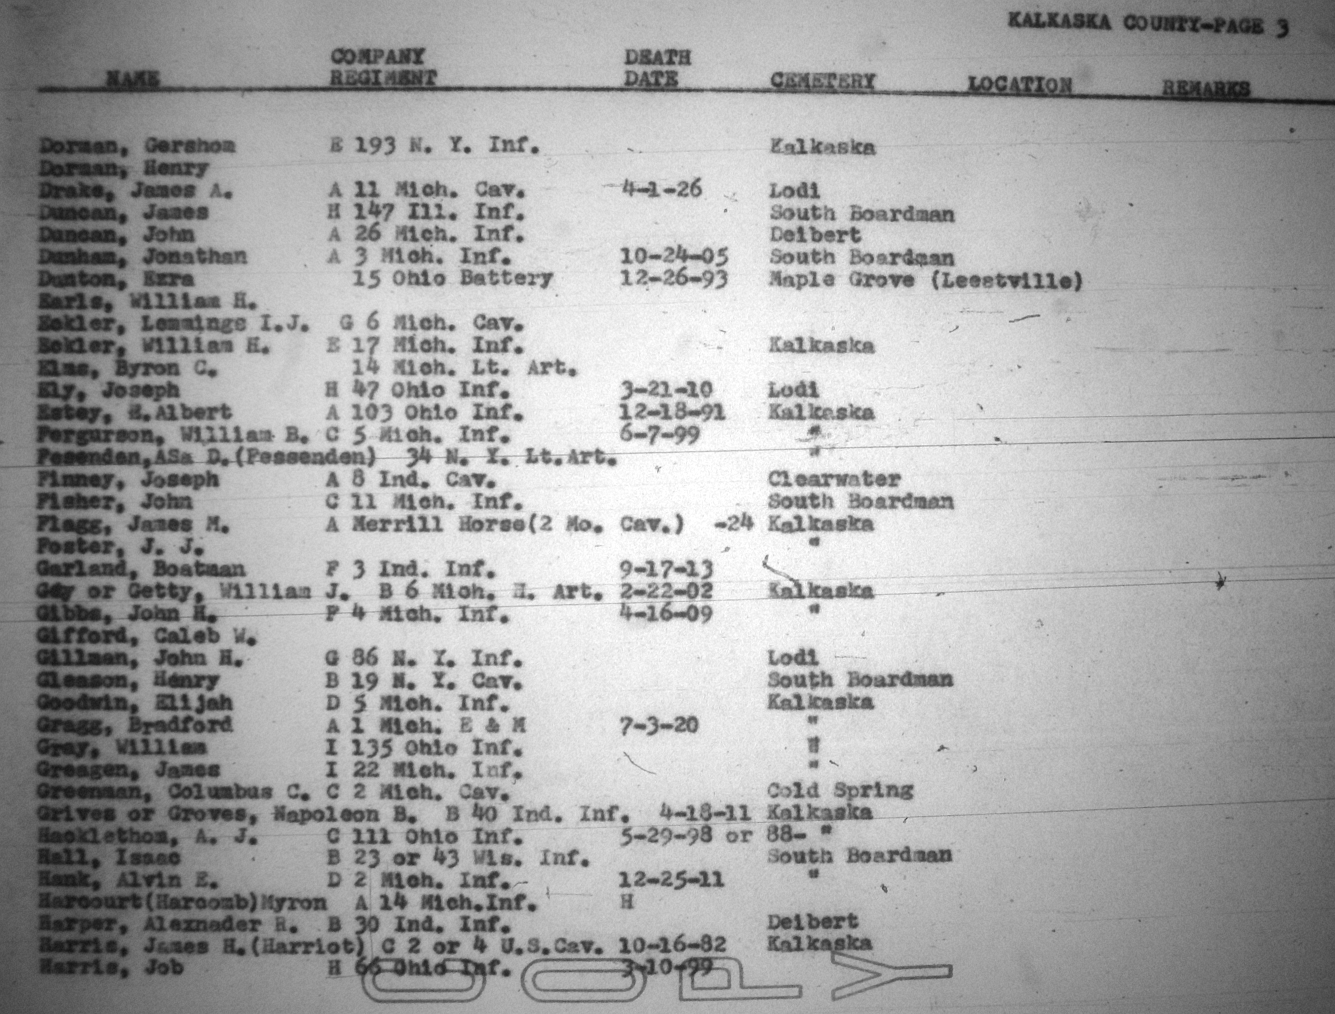 KALKASKA COUNTY-PAGE 3
COMPANY DEATH
NAME REGIMENT DATE CEMETERY LOCATION REMARKS
Dorman, Gershom E 193 N. Y. Inf. Kalkaska
Dorman, Henry
Drake, James A. A 11 Mich. Cav. 4-1-26 Lodi
Duncan, James H 147 Ill. Inf. South Boardman
Duncan, John A 26 Mich. Inf. Deibert
Dunham, Jonathan A 3 Mich. Inf. 10-24-05 South Boardman
Dunton, Ezra 15 Ohio Battery 12-26-93 Maple Grove (Leestville)
Earls, William H.
Eckler, Lemmings I.J. G 6 Mich. Cav.
Eckler, William H. E 17 Mich. Inf. Kalkaska
Elms, Byron C. 14 Mich. Lt. Art.
Ely, Joseph H 47 Ohio Inf. 3-21-10 Lodi
Estey, H.Albert A 103 Ohio Inf. 12-18-91 Kalkaska
Fergurson, William B. C 5 Mich. Inf. 6-7-99 "
Fesenden,ASa D.(Fessenden) 34 N. Y. Lt.Art. "
Finney, Joseph A 8 Ind. Cav. Clearwater
Fisher, John C 11 Mich. Inf. South Boardman
Flagg, James M. A Merrill Horse(2 Mo. Cav.) -24 Kalkaska
Foster, J. J. "
Garland, Boatman F 3 Ind. Inf. 9-17-13
or Getty, William J. B 6 Mich. H. Art. 2-22-02 Kalkaska
Gibbs, John H. F 4 Mich. Inf. 4-16-09 "
Gifford, Caleb W.
Gillman, John H. G 86 N. Y. Inf. Lodi
Gleason, Henry B 19 N. Y. Cav. South Boardman
Goodwin, Elijah D 5 Mich. Inf. Kalkaska
Gragg, Bradford A 1 Mich. E & M 7-3-20 "
Gray, William I 135 Ohio Inf. "
Greagen, James I 22 Mich. Inf. "
Greenman, Columbus C. C 2 Mich. Cav. Cold Spring
Grives or Groves, Napoleon B. B 40 Ind. Inf. 4-18-11 Kalkaska
Hacklethom, A. J. C 111 Ohio Inf. 5-29-98 or 88- "
Hall, Isaac B 23 or 43 Wis. Inf. South Boardman
Hank, Alvin E. D 2 Mich. Inf. 12-25-11 "
Harcourt(Harcomb)Myron A 14 Mich.Inf. H
Harper, Alexnader R. B 30 Ind. Inf. Deibert
Harris, James H.(Harriot) C 2 or 4 U.S.Cav. 10-16-82 Kalkaska
Harris, Job H 66 Ohio Inf. 3-10-99
COPY